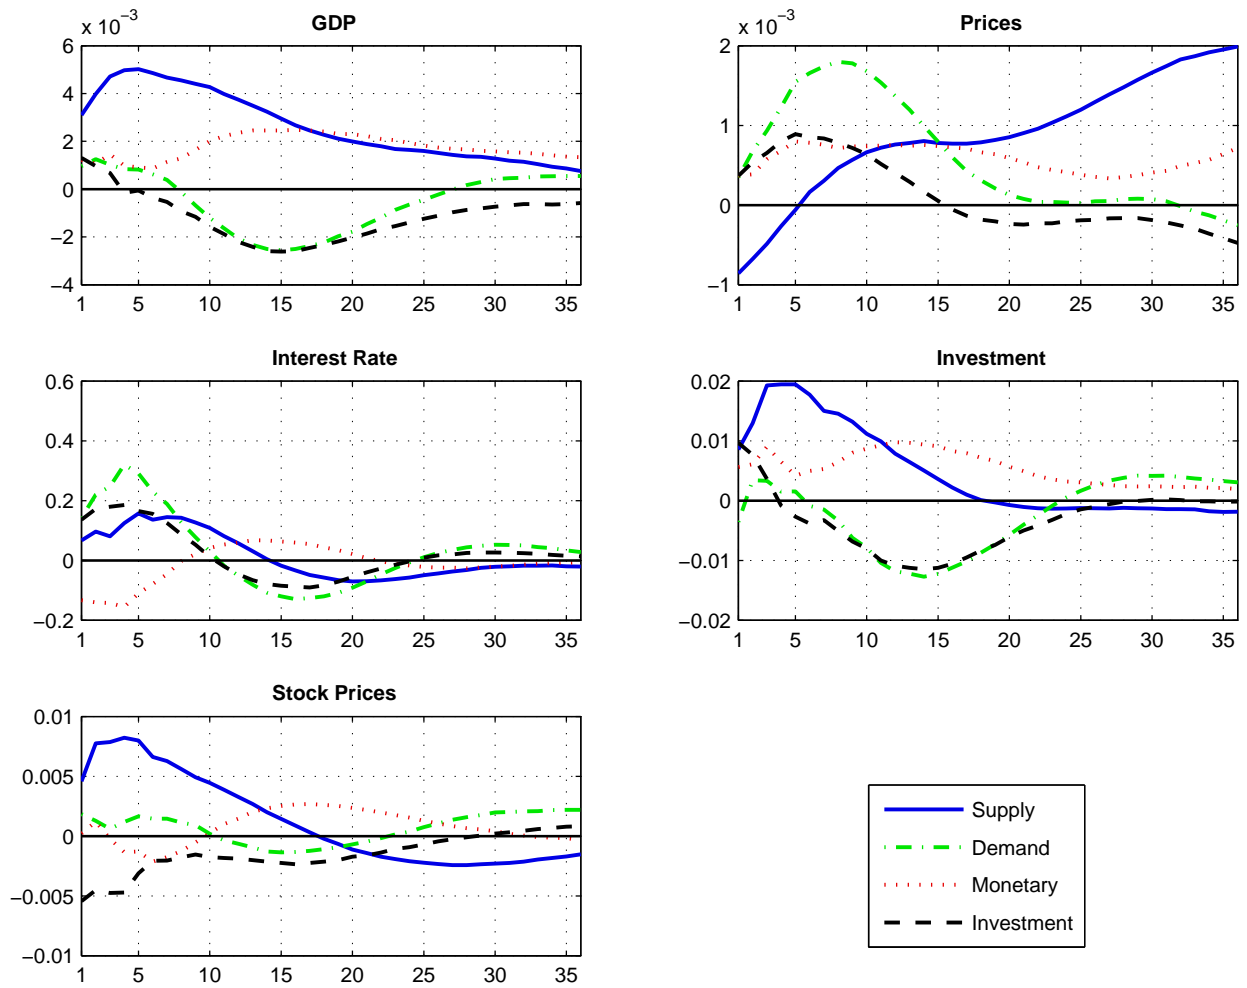 GDP
x 10⁻³
6
4
2
0
−2
−4
1 5 10 15 20 25 30 35
Prices
x 10⁻³
2
1
0
−1
1 5 10 15 20 25 30 35
Interest Rate
0.6
0.4
0.2
0
−0.2
1 5 10 15 20 25 30 35
Investment
0.02
0.01
0
−0.01
−0.02
1 5 10 15 20 25 30 35
Stock Prices
0.01
0.005
0
−0.005
−0.01
1 5 10 15 20 25 30 35
Supply
Demand
Monetary
Investment